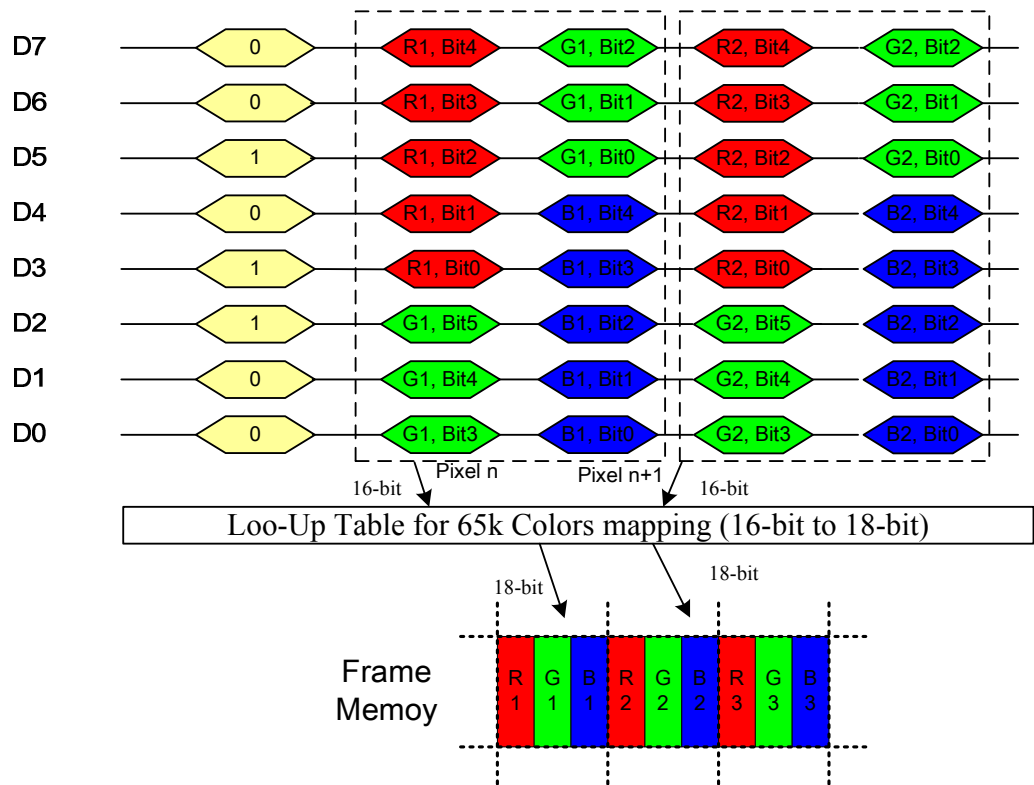 D7 0 R1, Bit4 G1, Bit2 R2, Bit4 G2, Bit2
D6 0 R1, Bit3 G1, Bit1 R2, Bit3 G2, Bit1
D5 1 R1, Bit2 G1, Bit0 R2, Bit2 G2, Bit0
D4 0 R1, Bit1 B1, Bit4 R2, Bit1 B2, Bit4
D3 1 R1, Bit0 B1, Bit3 R2, Bit0 B2, Bit3
D2 1 G1, Bit5 B1, Bit2 G2, Bit5 B2, Bit2
D1 0 G1, Bit4 B1, Bit1 G2, Bit4 B2, Bit1
D0 0 G1, Bit3 B1, Bit0 G2, Bit3 B2, Bit0
Pixel n Pixel n+1
16-bit 16-bit
Loo-Up Table for 65k Colors mapping (16-bit to 18-bit)
18-bit 18-bit
Frame
Memoy
R G B R G B R G B
1 1 1 2 2 2 3 3 3